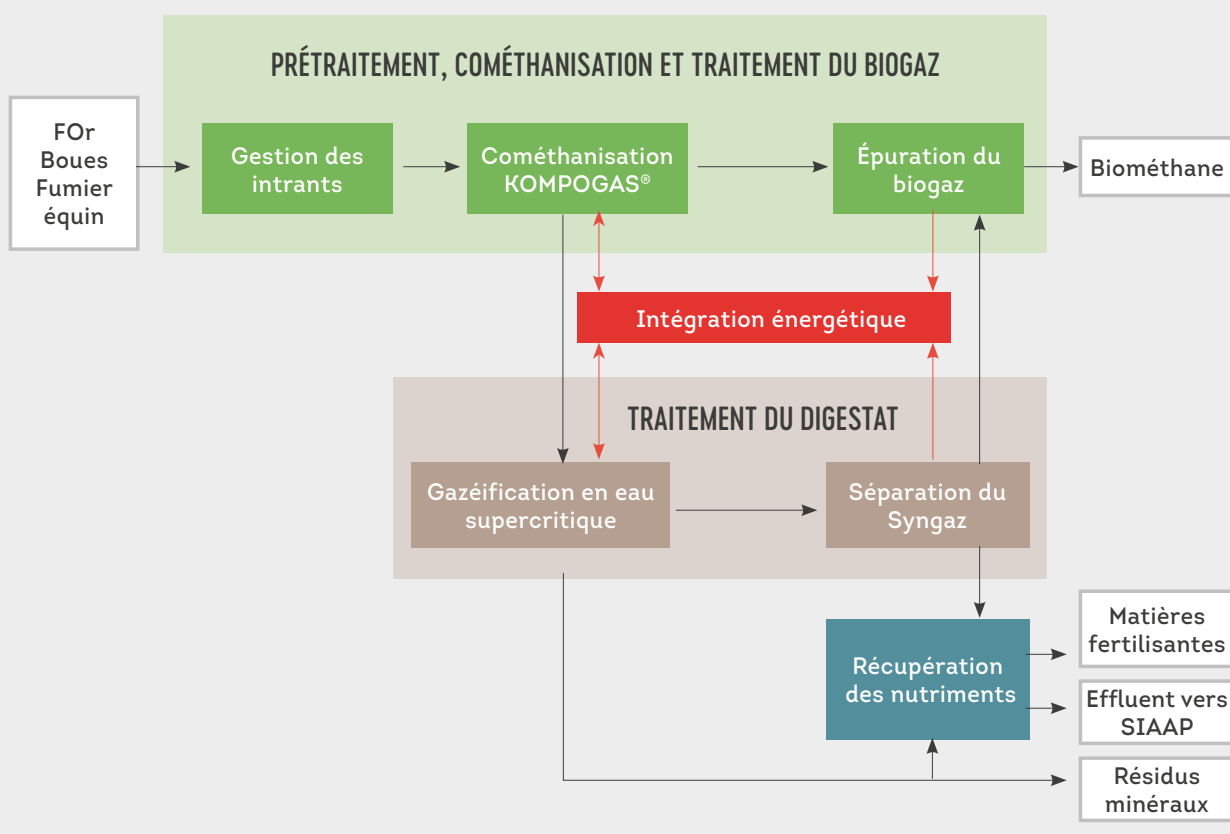 PRÉTRAITEMENT, COMÉTHANISATION ET TRAITEMENT DU BIOGAZ
FOr
Boues
Fumier
équin
Gestion des
intrants
Cométhanisation
KOMPOGAS®
Épuration du
biogaz
Biométhane
Intégration énergétique
TRAITEMENT DU DIGESTAT
Gazéification en eau
supercritique
Séparation du
Syngaz
Récupération
des nutriments
Matières
fertilisantes
Effluent vers
SIAAP
Résidus
minéraux